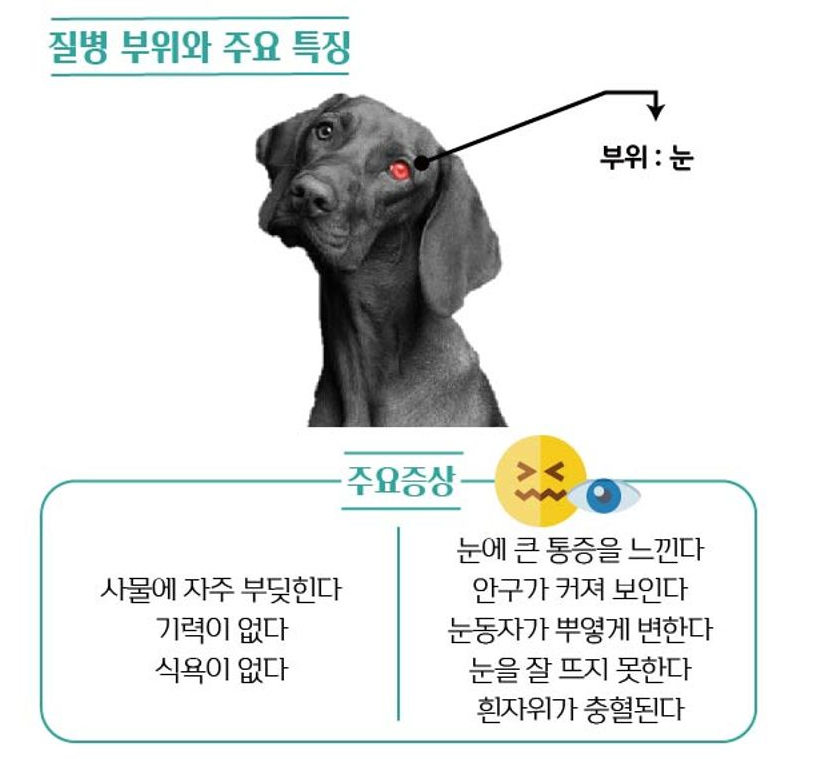 질병 부위와 주요 특징
부위 : 눈
주요증상
사물에 자주 부딪힌다
기력이 없다
식욕이 없다
눈에 큰 통증을 느낀다
안구가 커져 보인다
눈동자가 뿌옇게 변한다
눈을 잘 뜨지 못한다
흰자위가 충혈된다